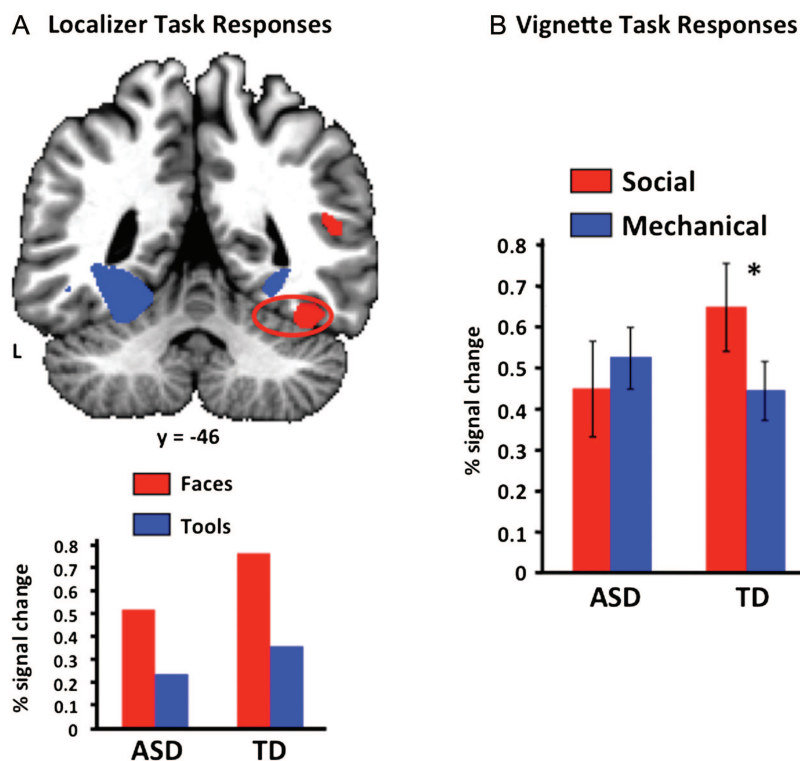 A Localizer Task Responses
L
y = -46
Faces
Tools
% signal change
0.8
0.7
0.6
0.5
0.4
0.3
0.2
0.1
0
ASD TD
B Vignette Task Responses
Social
Mechanical
% signal change
0.8
0.7
0.6
0.5
0.4
0.3
0.2
0.1
0
*
ASD TD